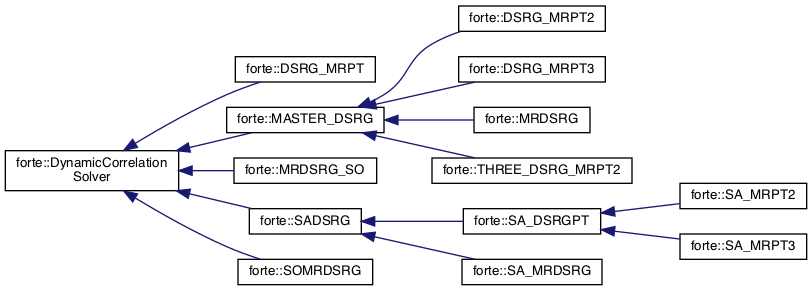 forte::DynamicCorrelation
Solver
forte::DSRG_MRPT
forte::MASTER_DSRG
forte::MRDSRG_SO
forte::SADSRG
forte::SOMRDSRG
forte::DSRG_MRPT2
forte::DSRG_MRPT3
forte::MRDSRG
forte::THREE_DSRG_MRPT2
forte::SA_DSRGPT
forte::SA_MRDSRG
forte::SA_MRPT2
forte::SA_MRPT3